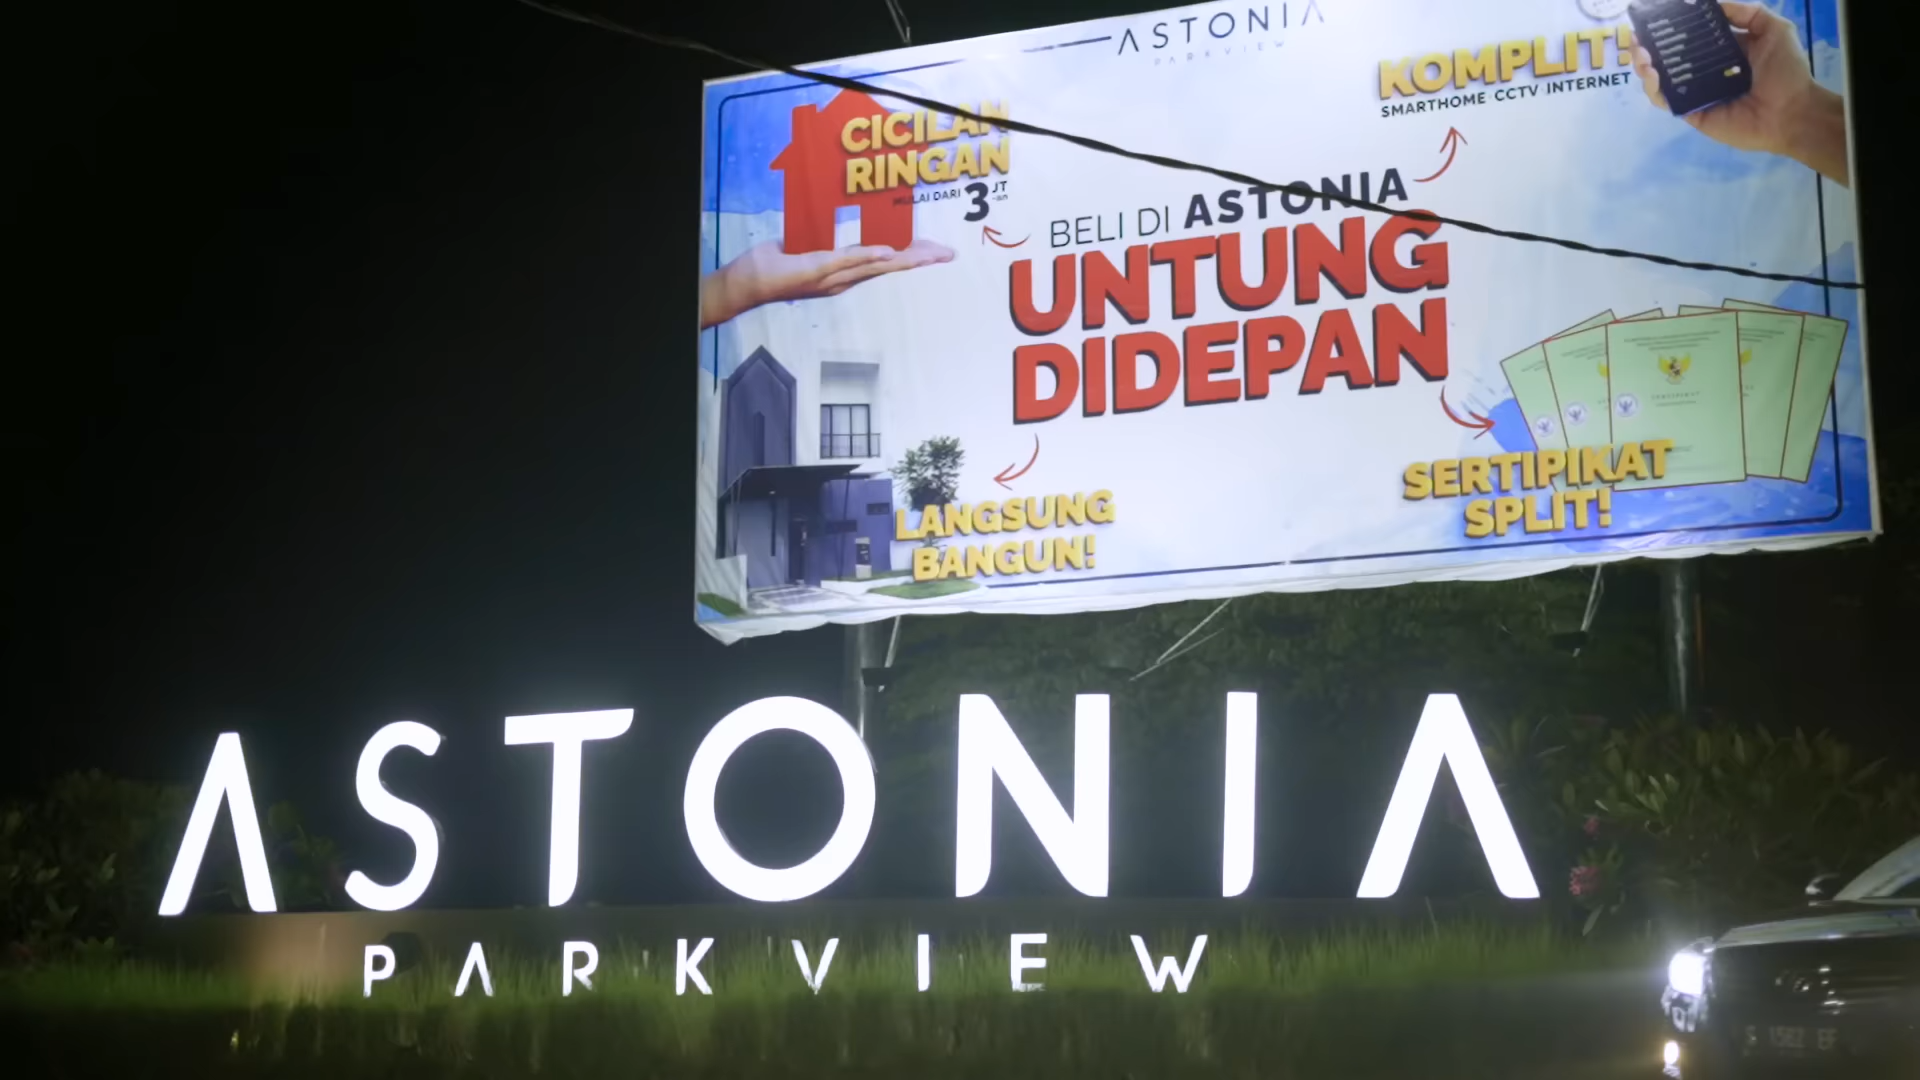 ASTONIA
PARKVIEW
KOMPLIT!
SMARTHOME CCTV INTERNET
CICILAN
RINGAN
MULAI DARI 3 JT
-an
BELI DI ASTONIA
UNTUNG
DIDEPAN
LANGSUNG
BANGUN!
SERTIPIKAT
SPLIT!
ASTONIA
PARKVIEW